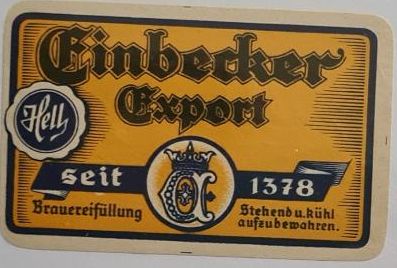 Einbecker
Export
Hell
seit 1378
Brauereifüllung
Stehend u. kühl
aufzubewahren.